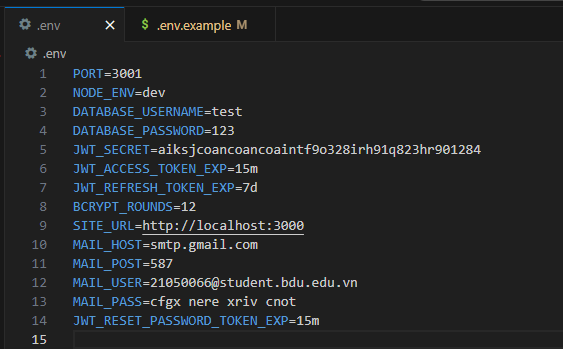 .env
$ .env.example M
.env
1 PORT=3001
2 NODE_ENV=dev
3 DATABASE_USERNAME=test
4 DATABASE_PASSWORD=123
5 JWT_SECRET=aiksjcoancoancoaintf9o328irh91q823hr901284
6 JWT_ACCESS_TOKEN_EXP=15m
7 JWT_REFRESH_TOKEN_EXP=7d
8 BCRYPT_ROUNDS=12
9 SITE_URL=http://localhost:3000
10 MAIL_HOST=smtp.gmail.com
11 MAIL_POST=587
12 MAIL_USER=21050066@student.bdu.edu.vn
13 MAIL_PASS=cfgx nere xriv cnot
14 JWT_RESET_PASSWORD_TOKEN_EXP=15m
15